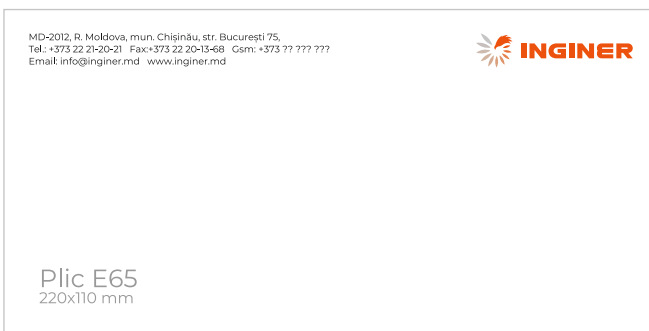 MD-2012, R. Moldova, mun. Chișinău, str. București 75,
Tel.: +373 22 21-20-21 Fax:+373 22 20-13-68 Gsm: +373 ?? ??? ???
Email: info@inginer.md www.inginer.md
INGINER
Plic E65
220x110 mm